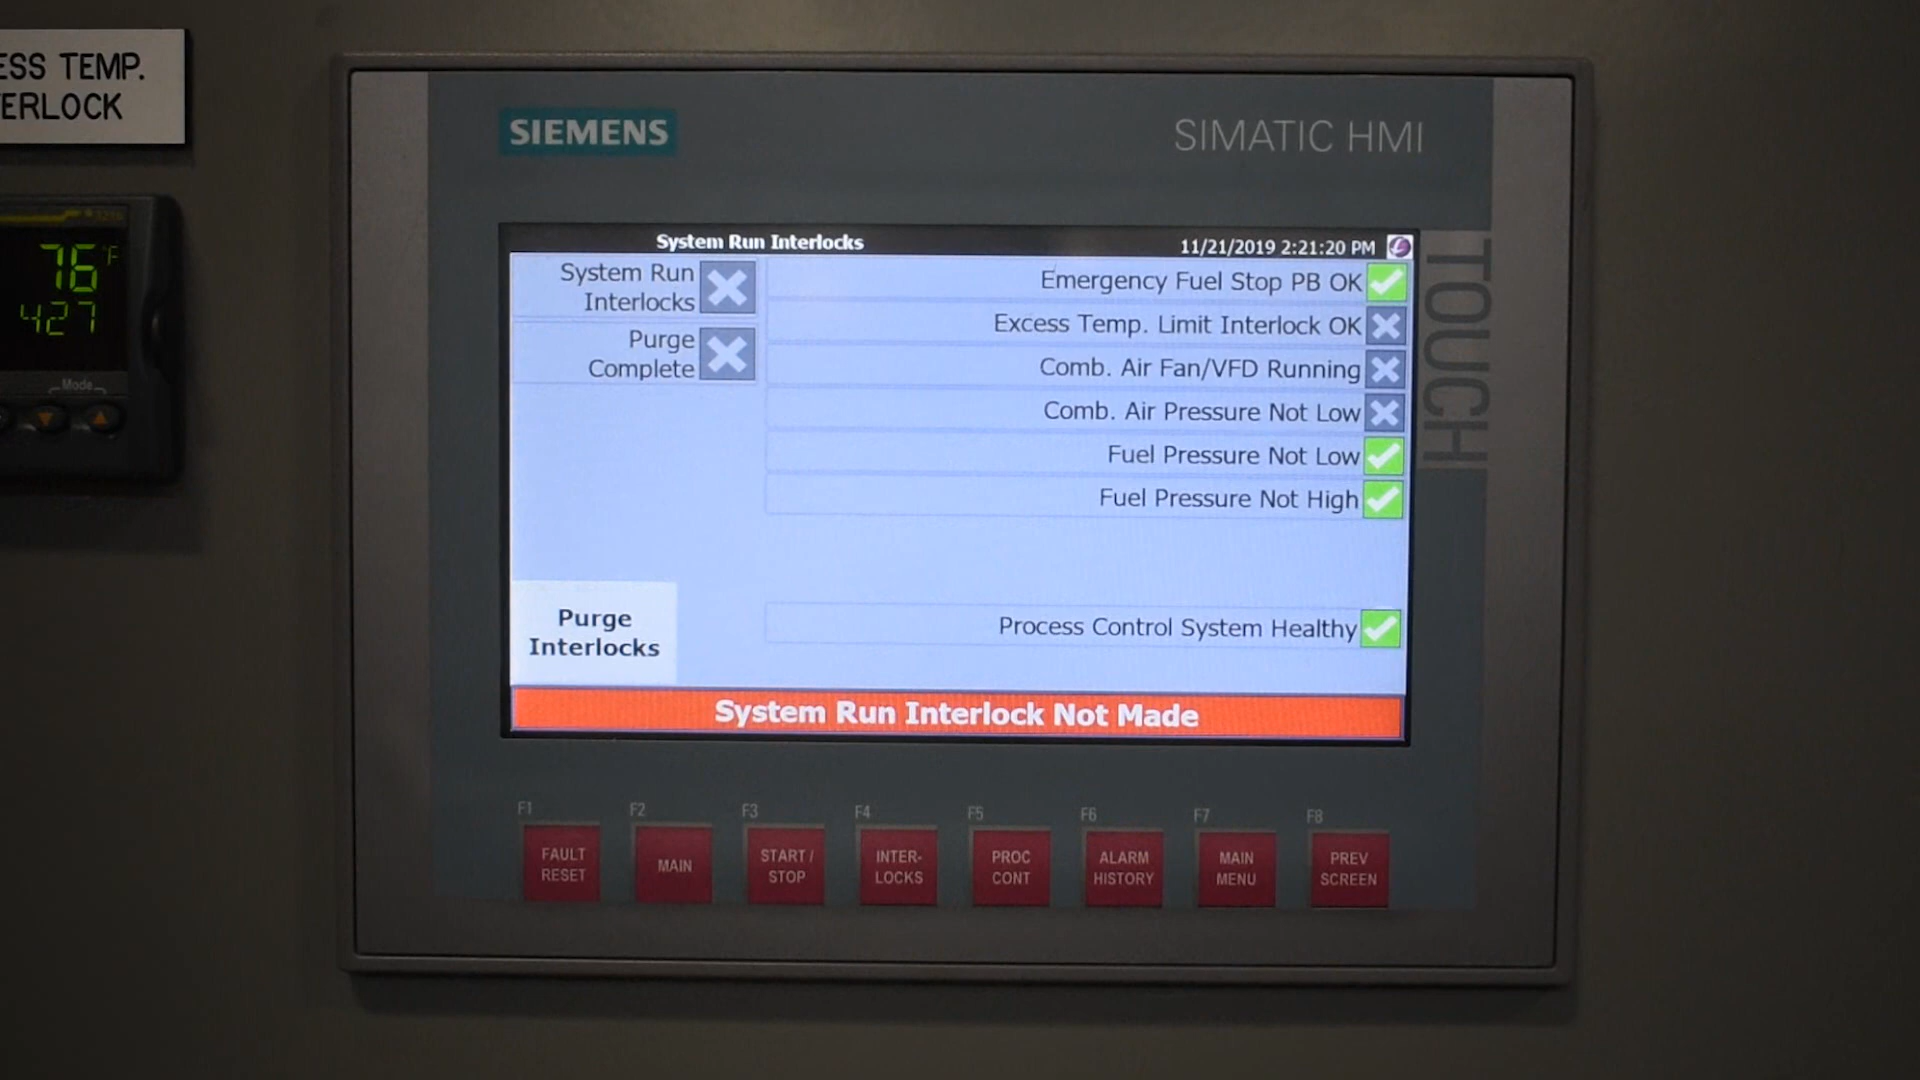 ESS TEMP.
ERLOCK
76 °F
427
Mode
SIEMENS
SIMATIC HMI
TOUCH
System Run Interlocks
11/21/2019 2:21:20 PM
System Run
Interlocks
Purge
Complete
Emergency Fuel Stop PB OK
Excess Temp. Limit Interlock OK
Comb. Air Fan/VFD Running
Comb. Air Pressure Not Low
Fuel Pressure Not Low
Fuel Pressure Not High
Process Control System Healthy
Purge
Interlocks
System Run Interlock Not Made
F1
FAULT
RESET
F2
MAIN
F3
START /
STOP
F4
INTER-
LOCKS
F5
PROC
CONT
F6
ALARM
HISTORY
F7
MAIN
MENU
F8
PREV
SCREEN